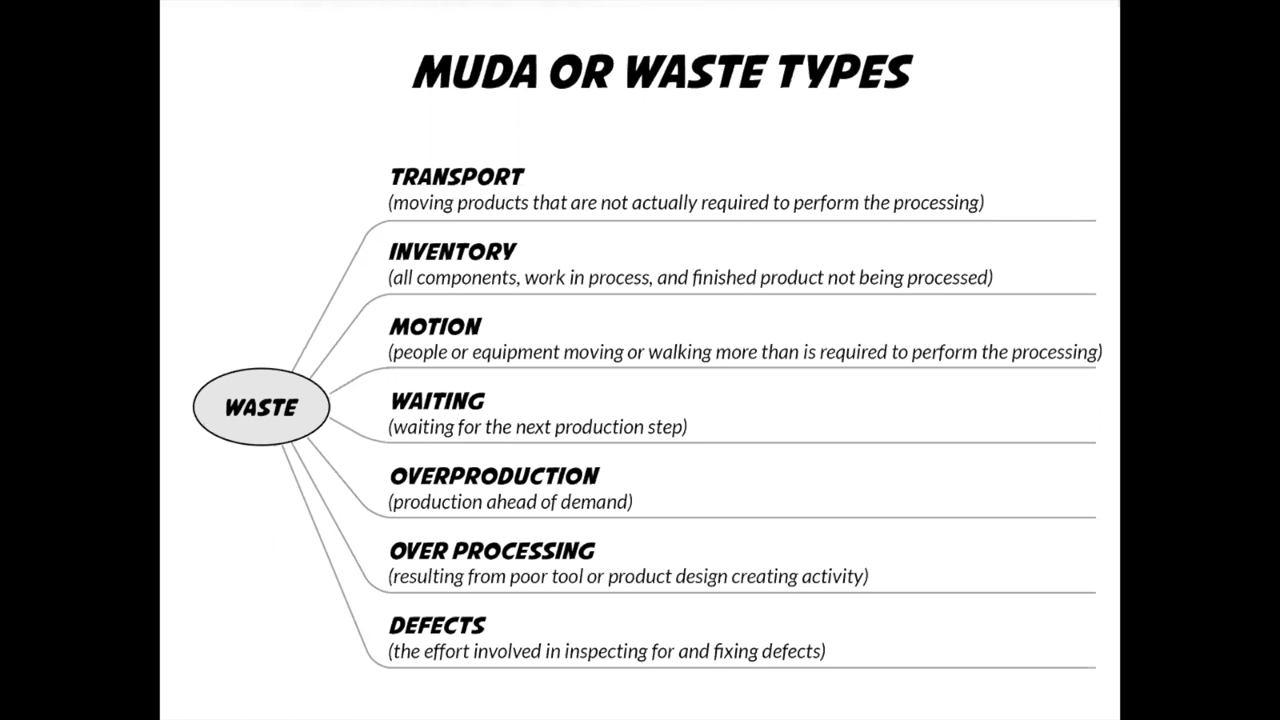 MUDA OR WASTE TYPES
TRANSPORT
(moving products that are not actually required to perform the processing)
INVENTORY
(all components, work in process, and finished product not being processed)
MOTION
(people or equipment moving or walking more than is required to perform the processing)
WAITING
(waiting for the next production step)
WASTE
OVERPRODUCTION
(production ahead of demand)
OVER PROCESSING
(resulting from poor tool or product design creating activity)
DEFECTS
(the effort involved in inspecting for and fixing defects)